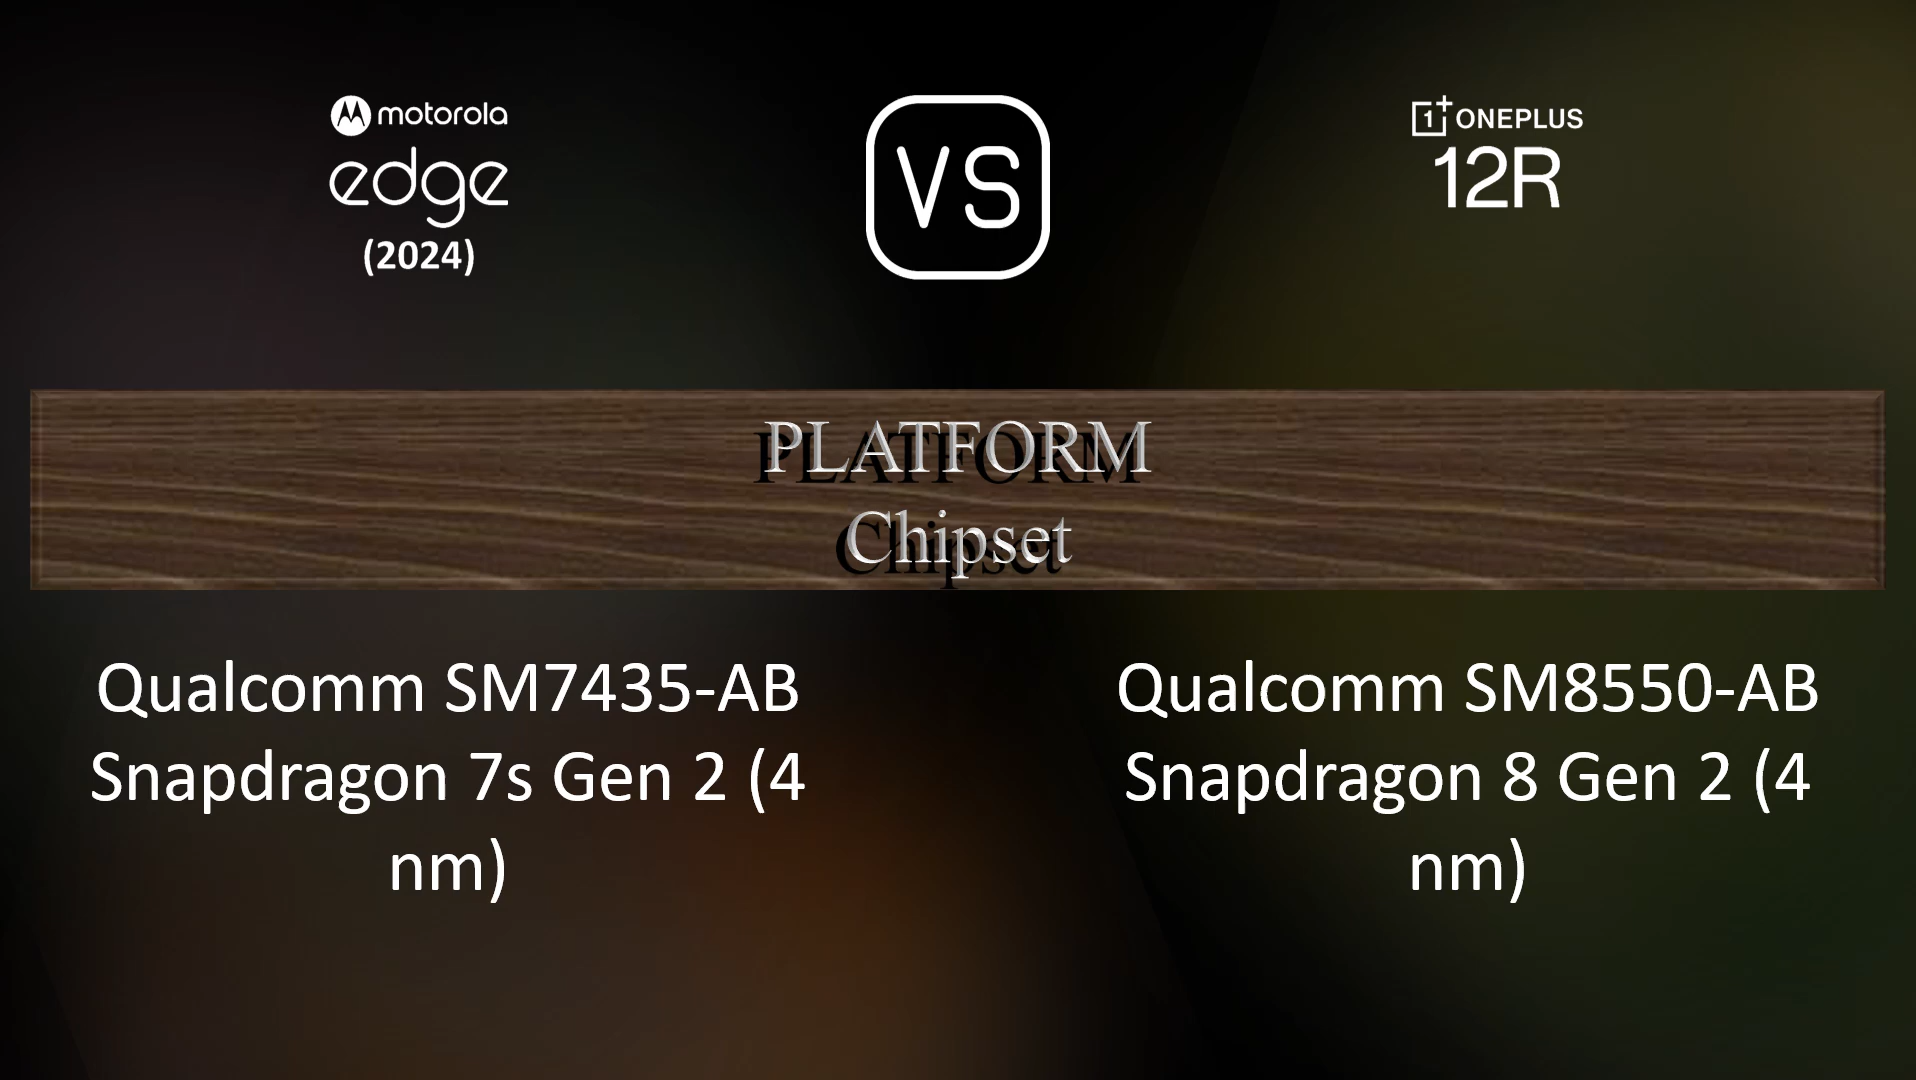 motorola
edge
(2024)
VS
1+ ONEPLUS
12R
PLATFORM
Chipset
Qualcomm SM7435-AB
Snapdragon 7s Gen 2 (4
nm)
Qualcomm SM8550-AB
Snapdragon 8 Gen 2 (4
nm)